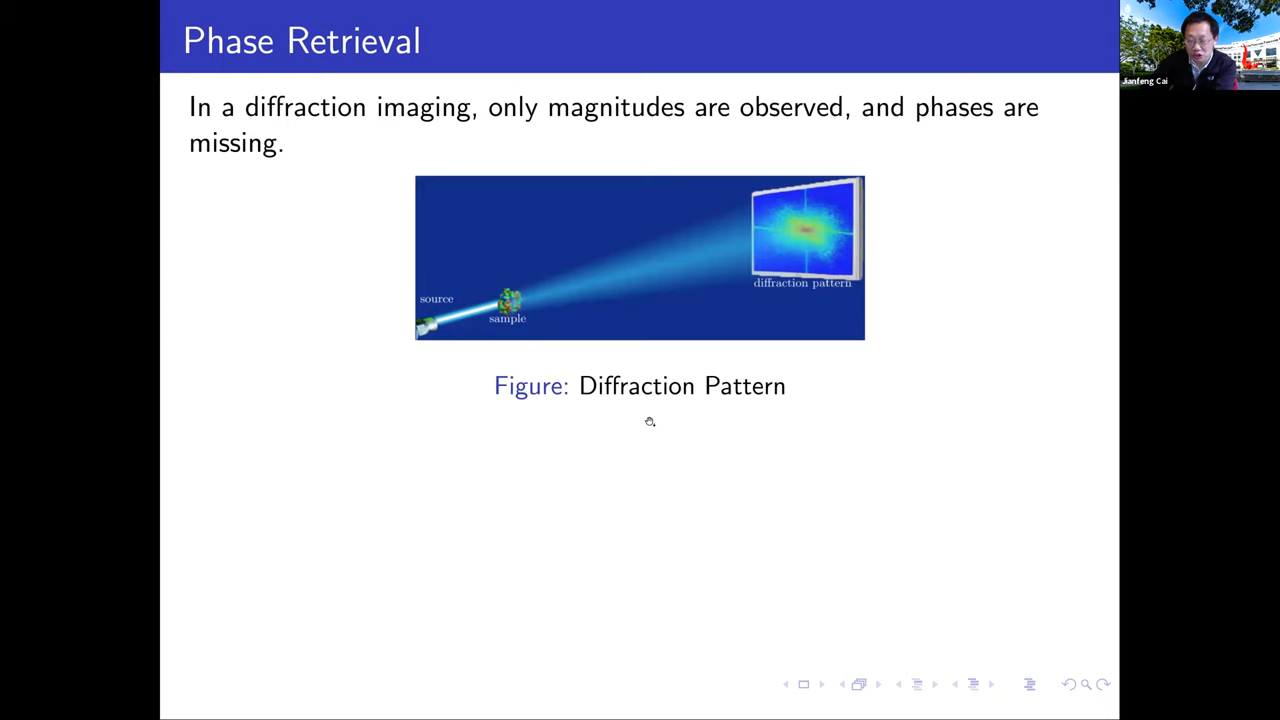 Phase Retrieval
In a diffraction imaging, only magnitudes are observed, and phases are
missing.
source
sample
diffraction pattern
Figure: Diffraction Pattern
Jianfeng Cai